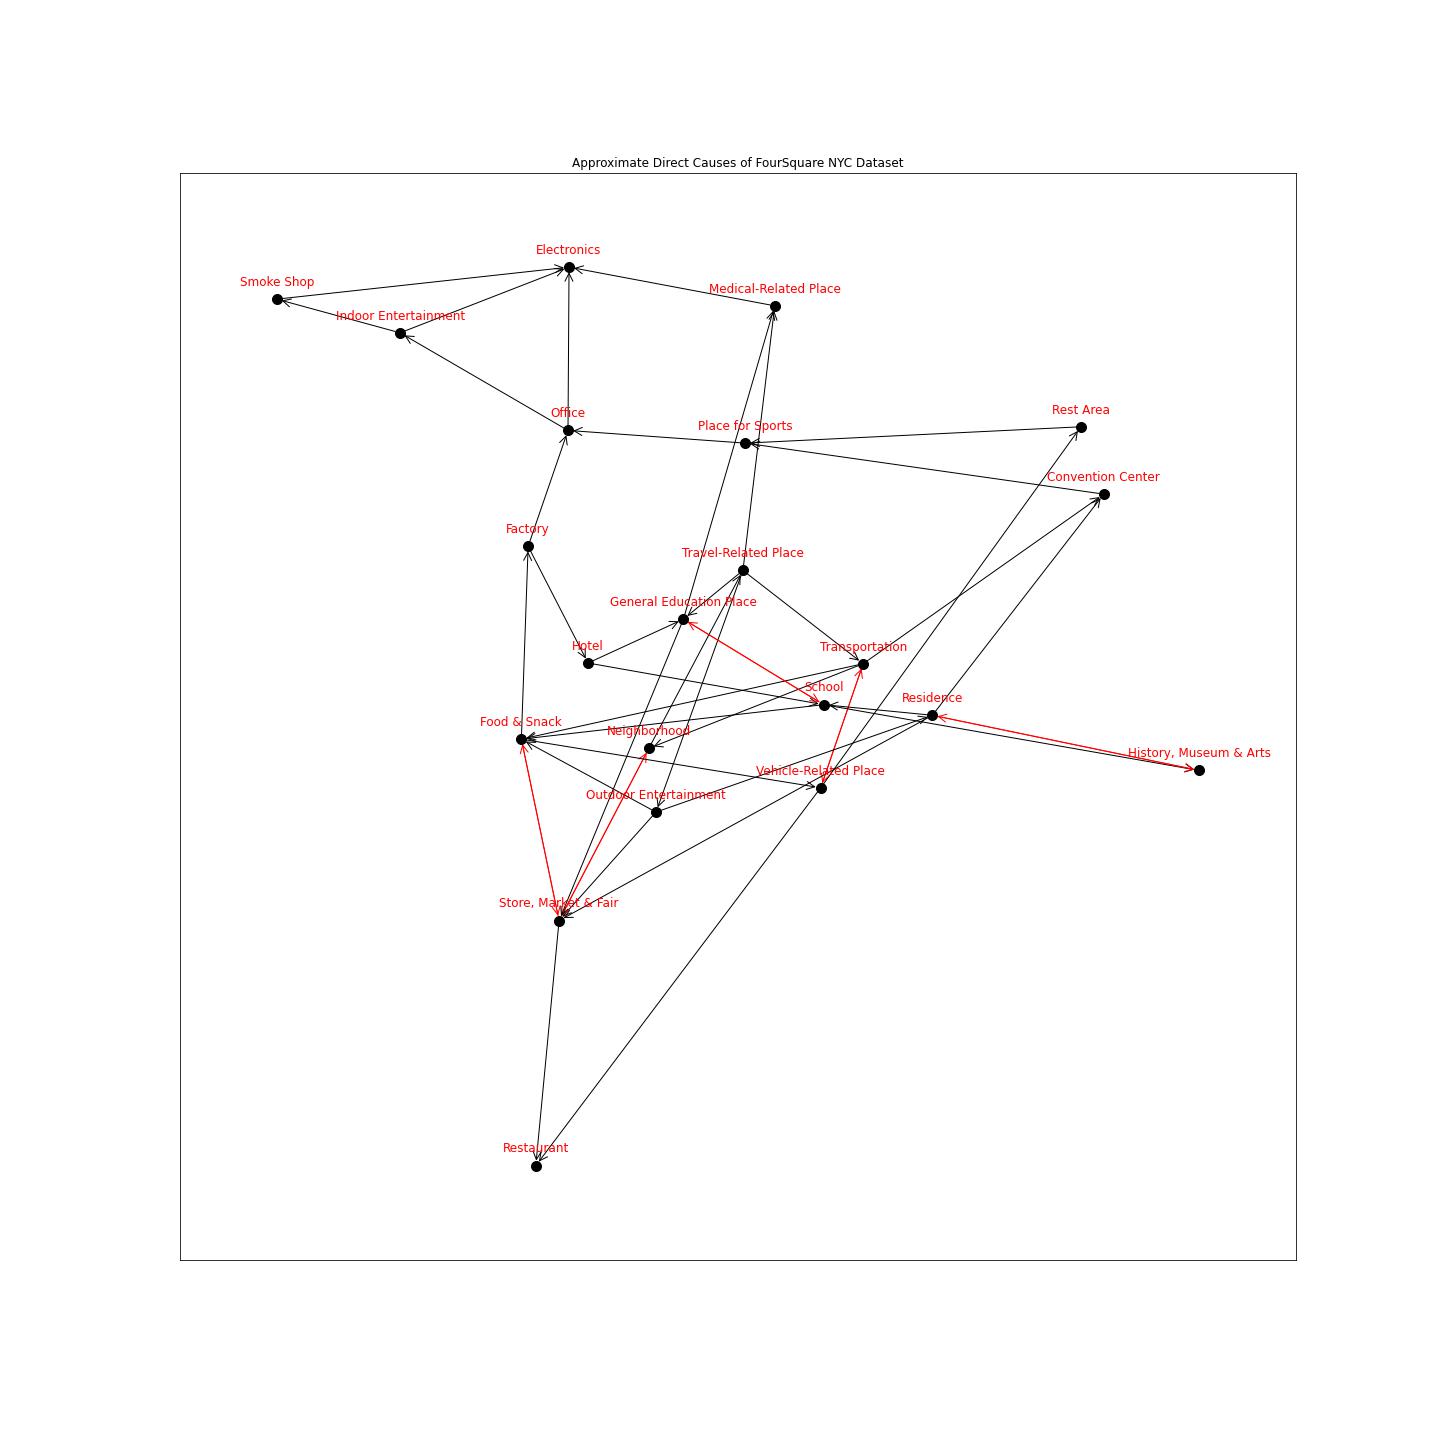 Approximate Direct Causes of FourSquare NYC Dataset
Electronics
Smoke Shop
Medical-Related Place
Indoor Entertainment
Office
Rest Area
Place for Sports
Convention Center
Factory
Travel-Related Place
General Education Place
Hotel
Transportation
School
Residence
Food & Snack
Neighborhood
History, Museum & Arts
Vehicle-Related Place
Outdoor Entertainment
Store, Market & Fair
Restaurant